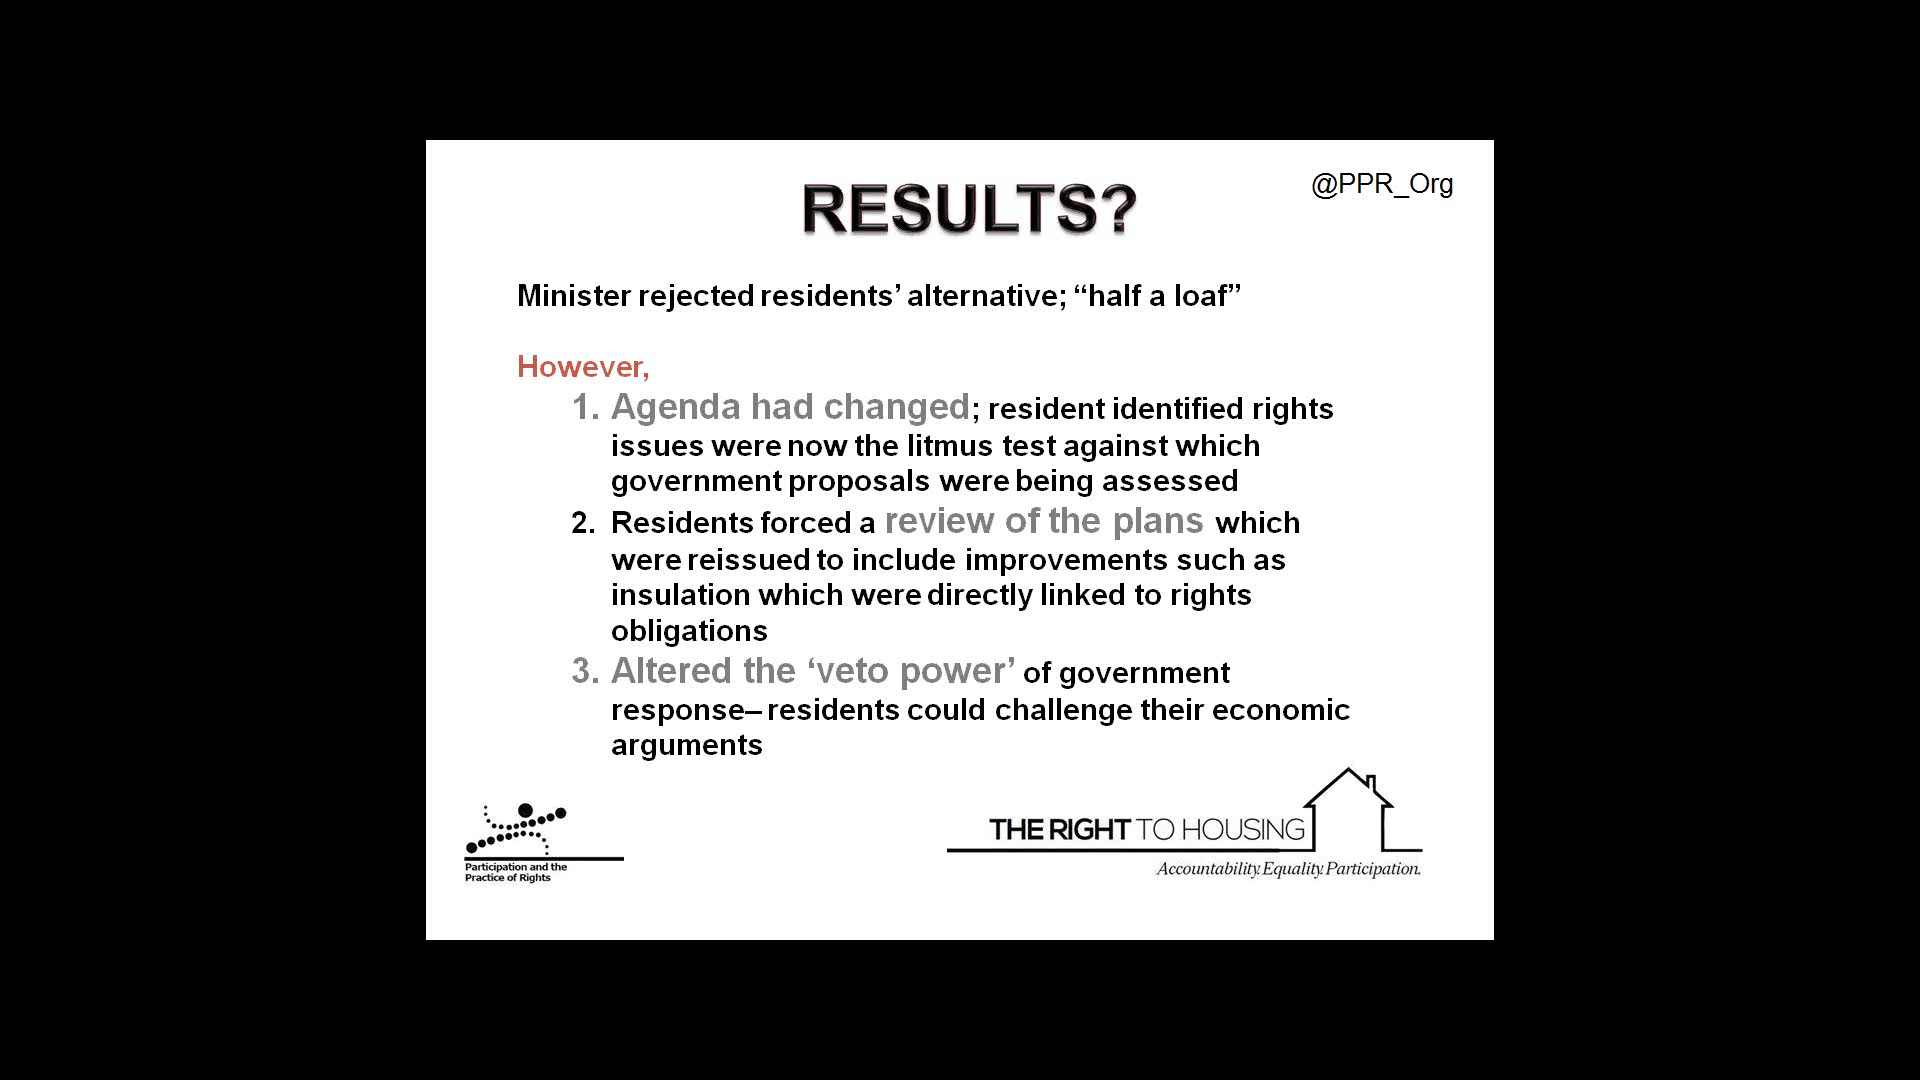 RESULTS?
@PPR_Org
Minister rejected residents’ alternative; “half a loaf”
However,
1. Agenda had changed; resident identified rights
issues were now the litmus test against which
government proposals were being assessed
2. Residents forced a review of the plans which
were reissued to include improvements such as
insulation which were directly linked to rights
obligations
3. Altered the ‘veto power’ of government
response– residents could challenge their economic
arguments
Participation and the
Practice of Rights
THE RIGHT TO HOUSING
Accountability. Equality. Participation.